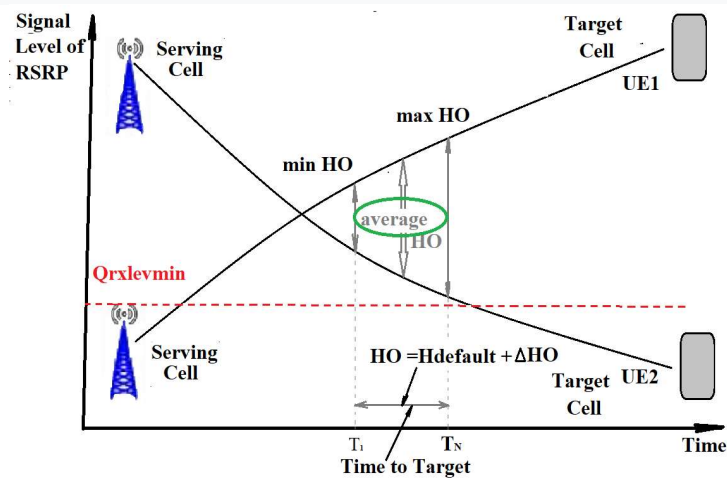 Signal
Level of
RSRP
Serving
Cell
Target
Cell
UE1
max HO
min HO
average
HO
Qrxlevmin
Serving
Cell
HO =Hdefault +ΔHO
Target
Cell
UE2
T₁
Tɴ
Time
Time to Target